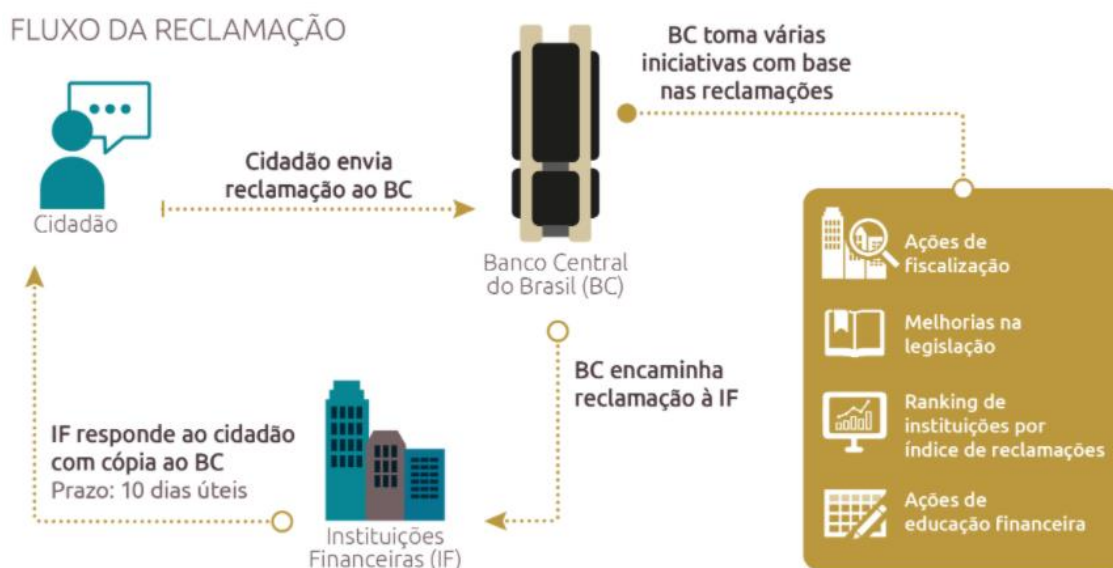 FLUXO DA RECLAMAÇÃO
Cidadão
Cidadão envia
reclamação ao BC
Banco Central
do Brasil (BC)
BC toma várias
iniciativas com base
nas reclamações
Ações de
fiscalização
Melhorias na
legislação
Ranking de
instituições por
índice de reclamações
Ações de
educação financeira
BC encaminha
reclamação à IF
Instituições
Financeiras (IF)
IF responde ao cidadão
com cópia ao BC
Prazo: 10 dias úteis